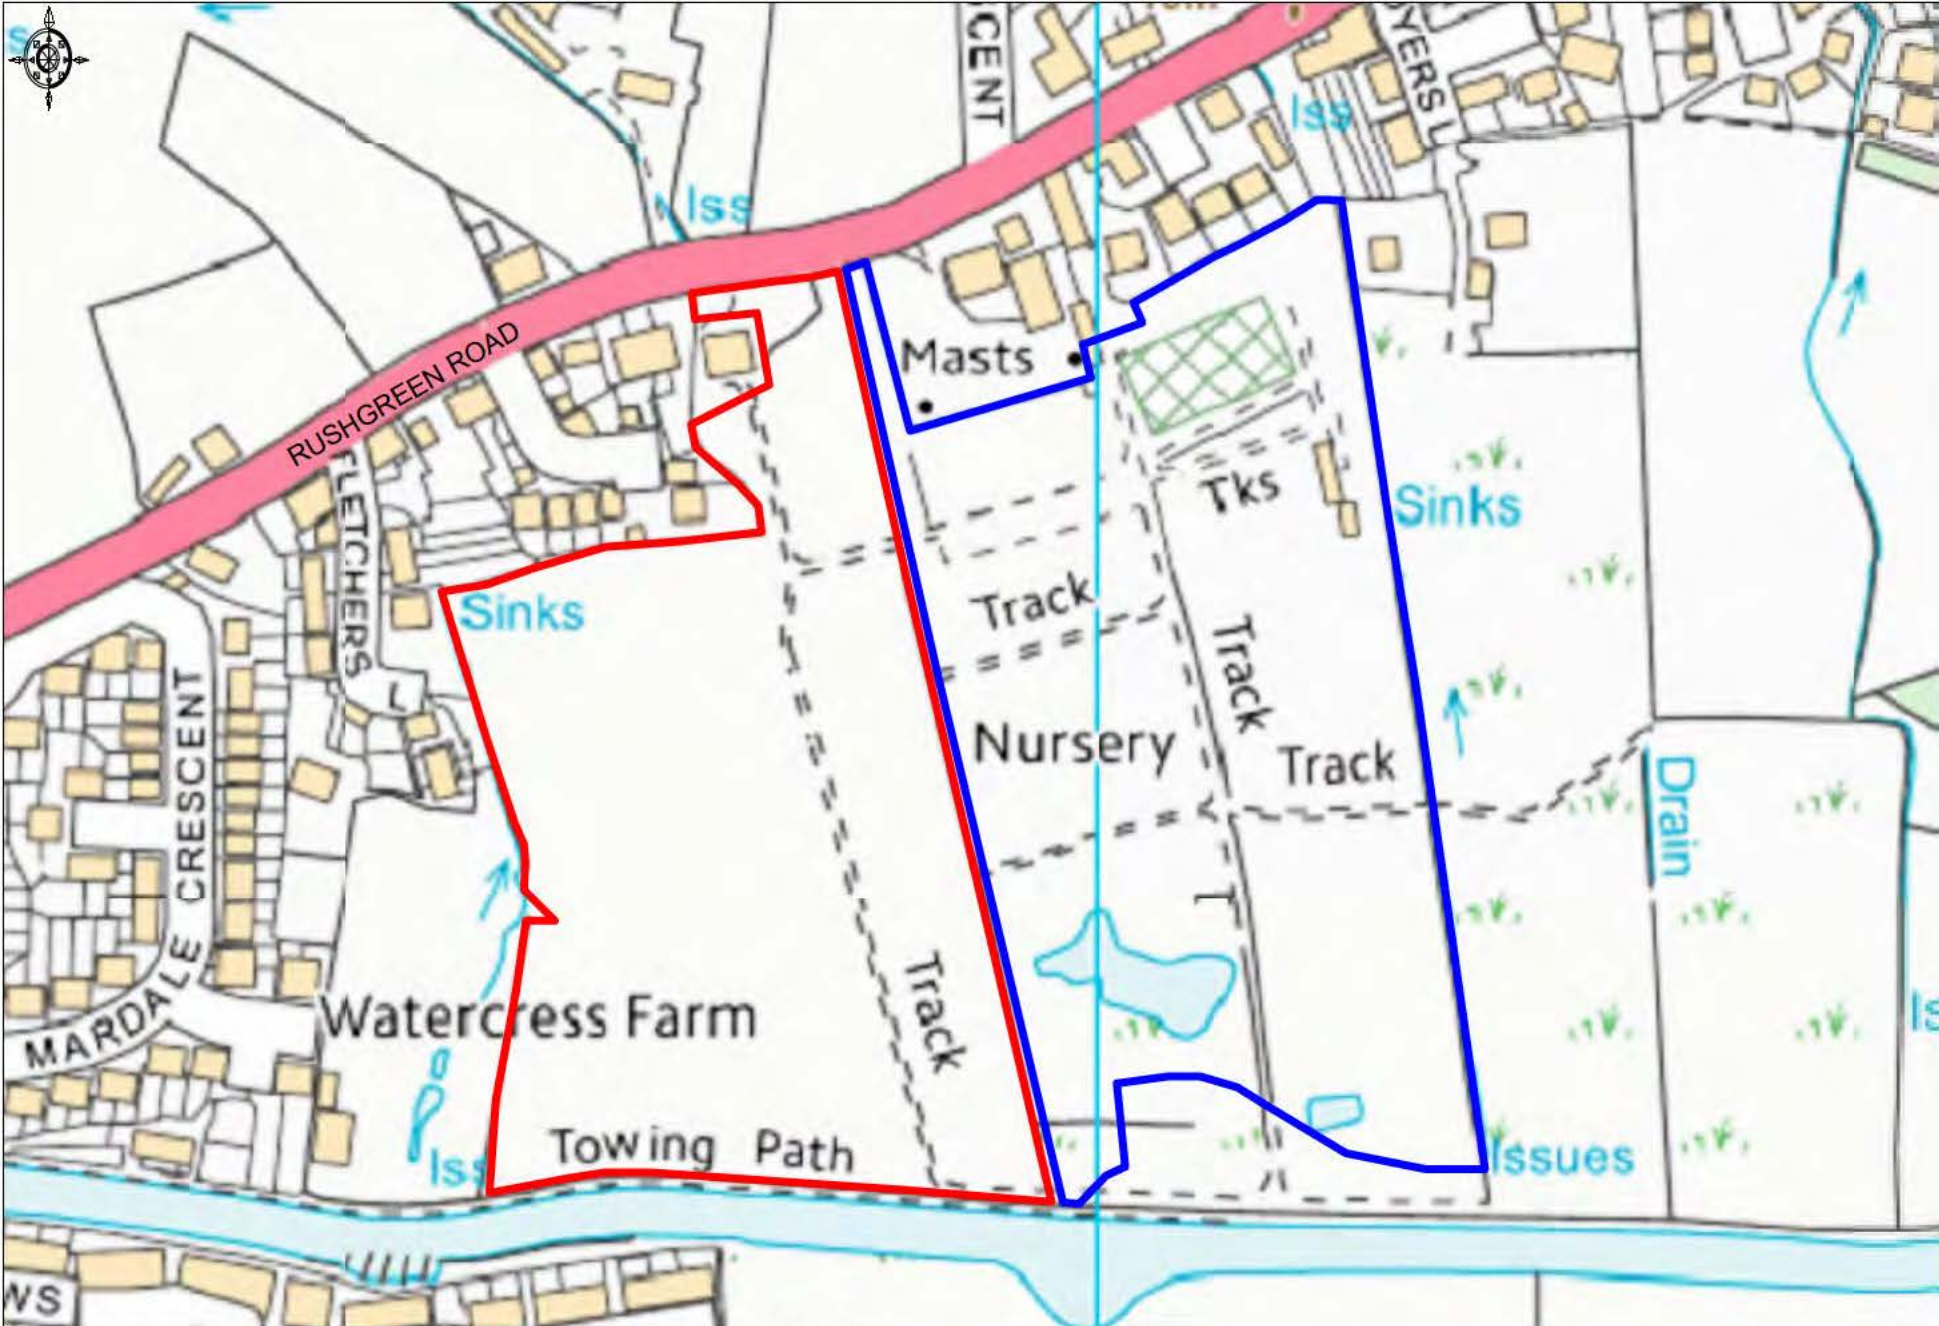 CENT
Iss
Iss
RUSHGREEN ROAD
Masts
FLETCHERS L
Tks
Sinks
Sinks
Track
Track
Nursery
Track
MARDALE CRESCENT
Drain
Track
Watercress Farm
Towing Path
Iss
Issues
WS